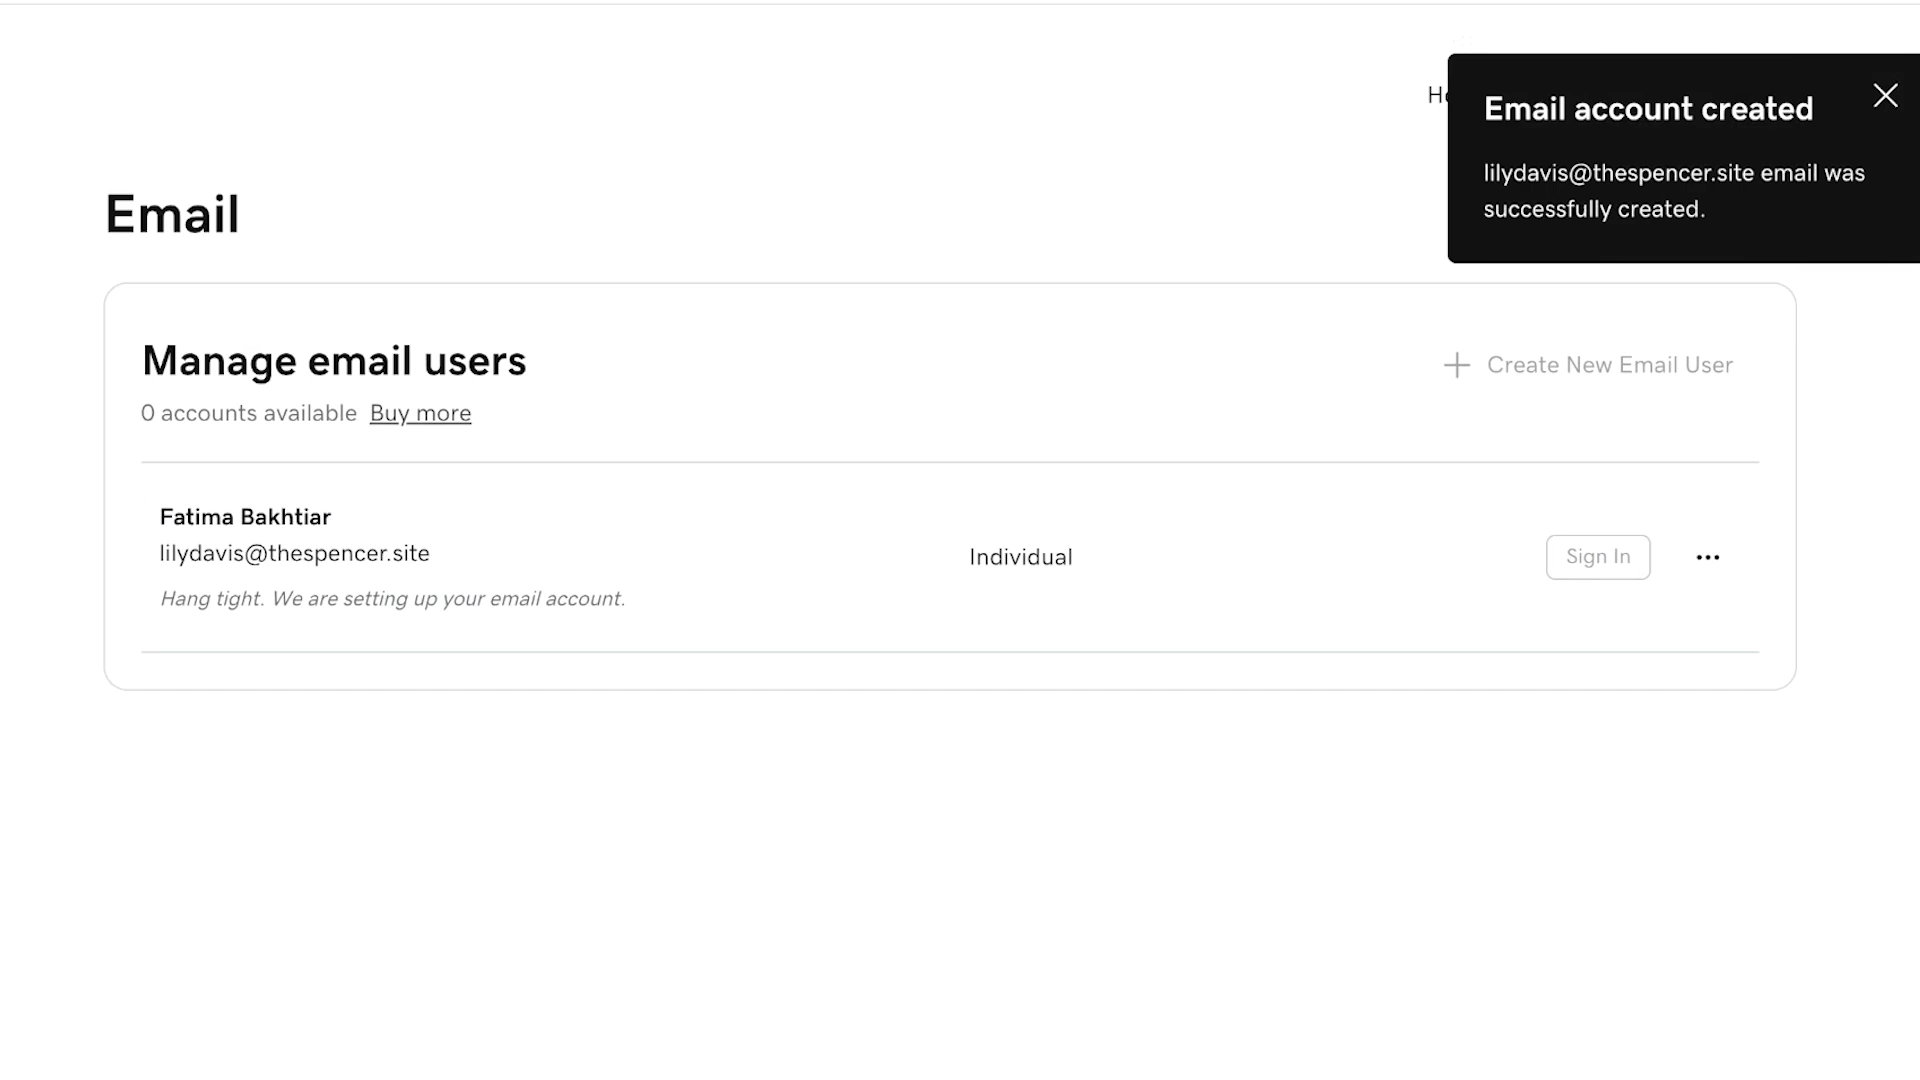 Email account created
lilydavis@thespencer.site email was
successfully created.
Email
Manage email users
Create New Email User
0 accounts available Buy more
Fatima Bakhtiar
lilydavis@thespencer.site
Individual
Sign In
Hang tight. We are setting up your email account.